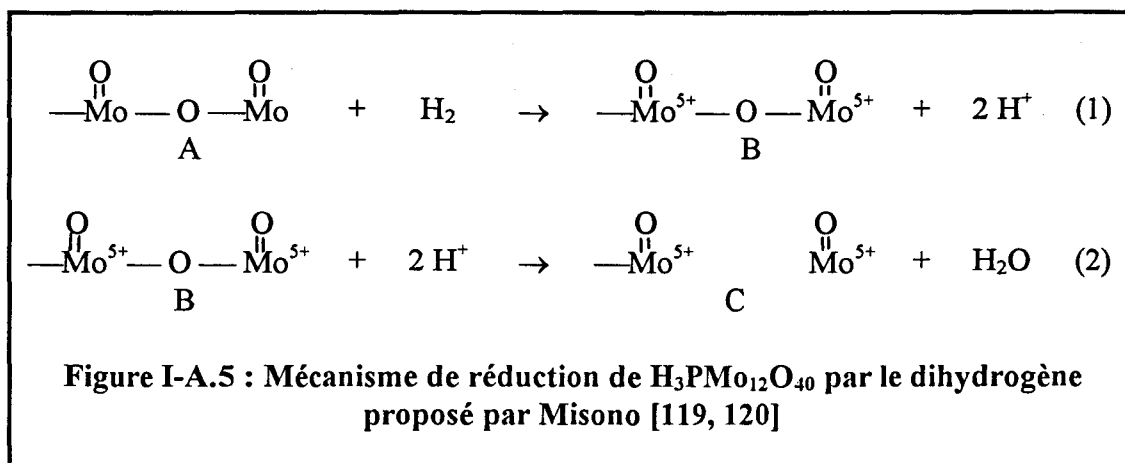 O O O O
—Mo — O — Mo + H₂ → —Mo⁵⁺ — O — Mo⁵⁺ + 2 H⁺ (1)
A B
O O O O
—Mo⁵⁺ — O — Mo⁵⁺ + 2 H⁺ → —Mo⁵⁺ Mo⁵⁺ + H₂O (2)
B C
Figure I-A.5 : Mécanisme de réduction de H₃PMo₁₂O₄₀ par le dihydrogène
proposé par Misono [119, 120]